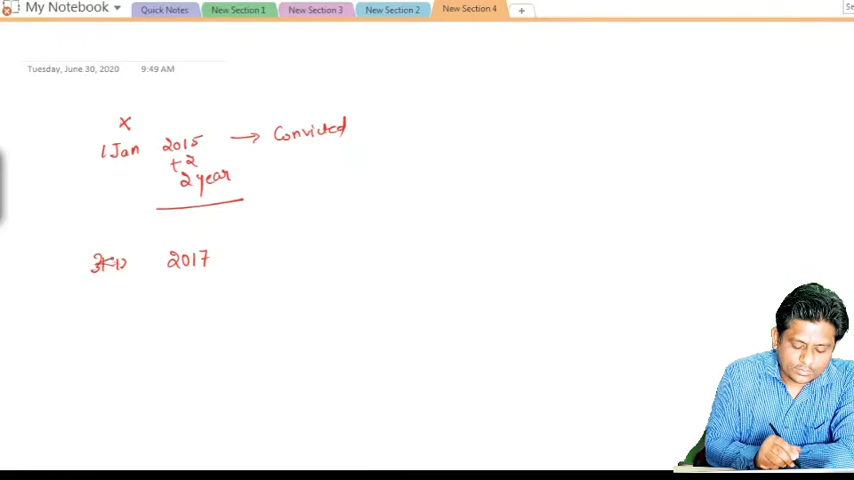 My Notebook
Quick Notes New Section 1 New Section 3 New Section 2 New Section 4 +
Tuesday, June 30, 2020 9:49 AM
X
1 Jan 2015 → Convicted
+2
2 year
2017